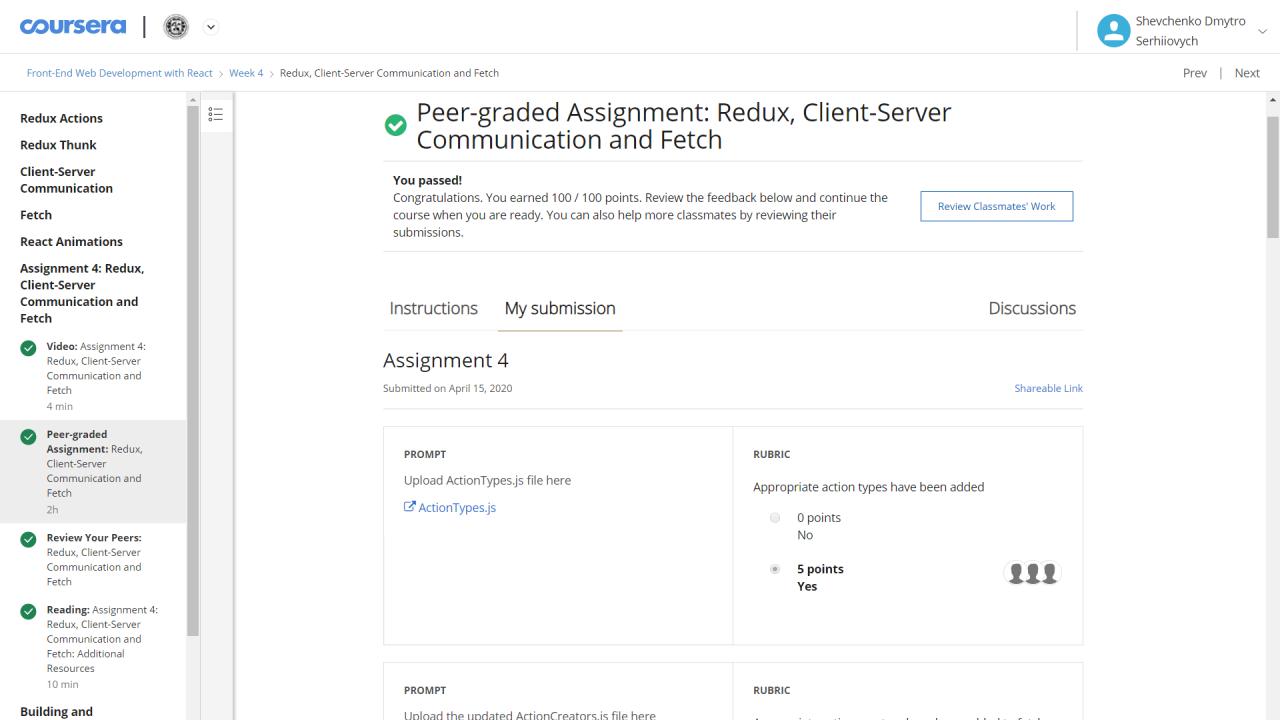 coursera
Shevchenko Dmytro
Serhiiovych
Front-End Web Development with React > Week 4 > Redux, Client-Server Communication and Fetch
Prev | Next
Redux Actions
Redux Thunk
Client-Server
Communication
Fetch
React Animations
Assignment 4: Redux,
Client-Server
Communication and
Fetch
Video: Assignment 4:
Redux, Client-Server
Communication and
Fetch
4 min
Peer-graded
Assignment: Redux,
Client-Server
Communication and
Fetch
2h
Review Your Peers:
Redux, Client-Server
Communication and
Fetch
Reading: Assignment 4:
Redux, Client-Server
Communication and
Fetch: Additional
Resources
10 min
Building and
Peer-graded Assignment: Redux, Client-Server
Communication and Fetch
You passed!
Congratulations. You earned 100 / 100 points. Review the feedback below and continue the
course when you are ready. You can also help more classmates by reviewing their
submissions.
Review Classmates' Work
Instructions
My submission
Discussions
Assignment 4
Submitted on April 15, 2020
Shareable Link
PROMPT
Upload ActionTypes.js file here
ActionTypes.js
RUBRIC
Appropriate action types have been added
0 points
No
5 points
Yes
PROMPT
Upload the updated ActionCreators.js file here
RUBRIC